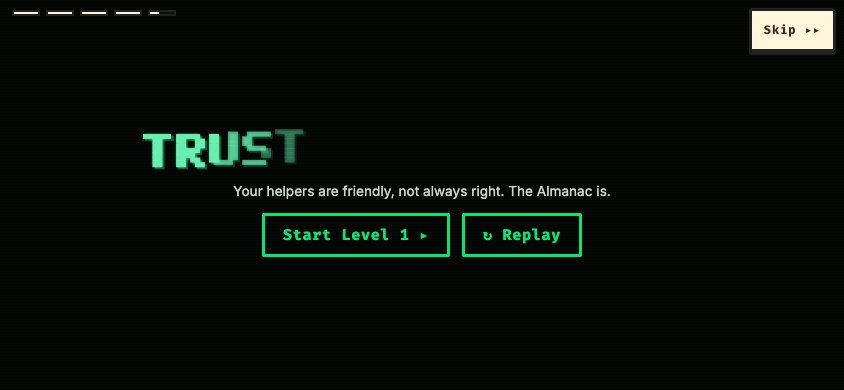 Skip ▸▸
TRUST
Your helpers are friendly, not always right. The Almanac is.
Start Level 1 ▸
↻ Replay